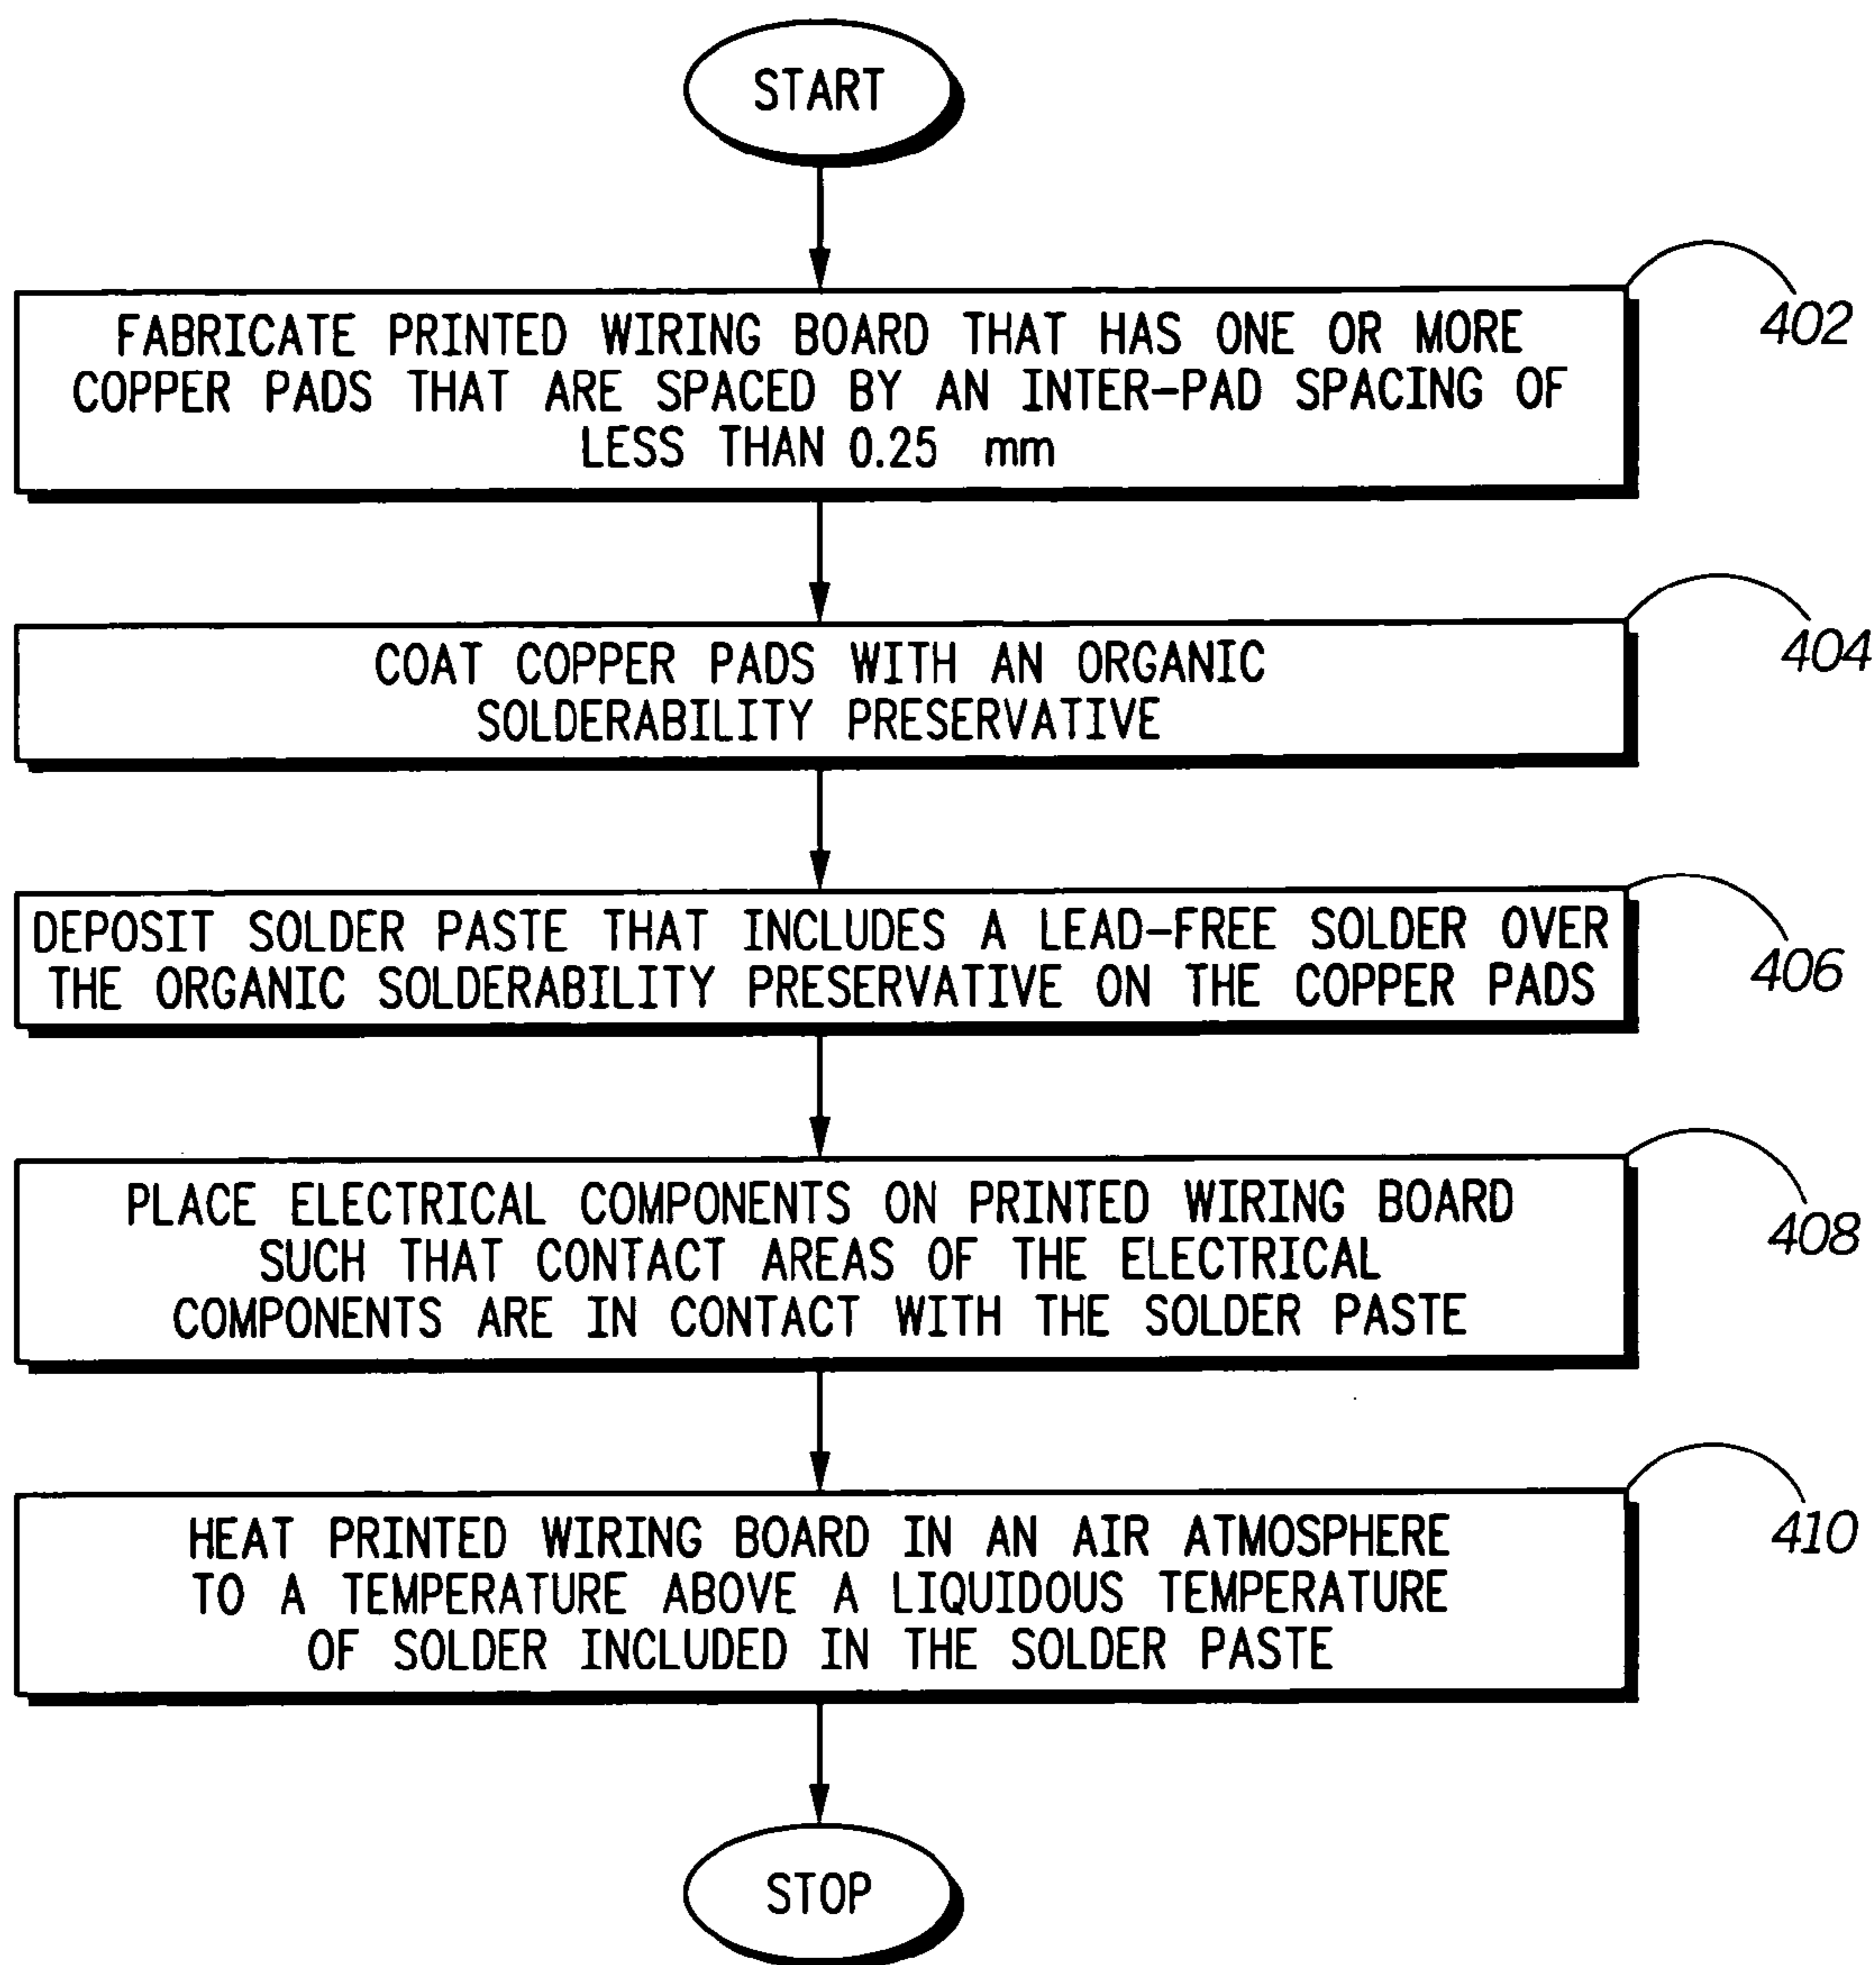 START
402
FABRICATE PRINTED WIRING BOARD THAT HAS ONE OR MORE
COPPER PADS THAT ARE SPACED BY AN INTER-PAD SPACING OF
LESS THAN 0.25 mm
404
COAT COPPER PADS WITH AN ORGANIC
SOLDERABILITY PRESERVATIVE
406
DEPOSIT SOLDER PASTE THAT INCLUDES A LEAD-FREE SOLDER OVER
THE ORGANIC SOLDERABILITY PRESERVATIVE ON THE COPPER PADS
408
PLACE ELECTRICAL COMPONENTS ON PRINTED WIRING BOARD
SUCH THAT CONTACT AREAS OF THE ELECTRICAL
COMPONENTS ARE IN CONTACT WITH THE SOLDER PASTE
410
HEAT PRINTED WIRING BOARD IN AN AIR ATMOSPHERE
TO A TEMPERATURE ABOVE A LIQUIDOUS TEMPERATURE
OF SOLDER INCLUDED IN THE SOLDER PASTE
STOP